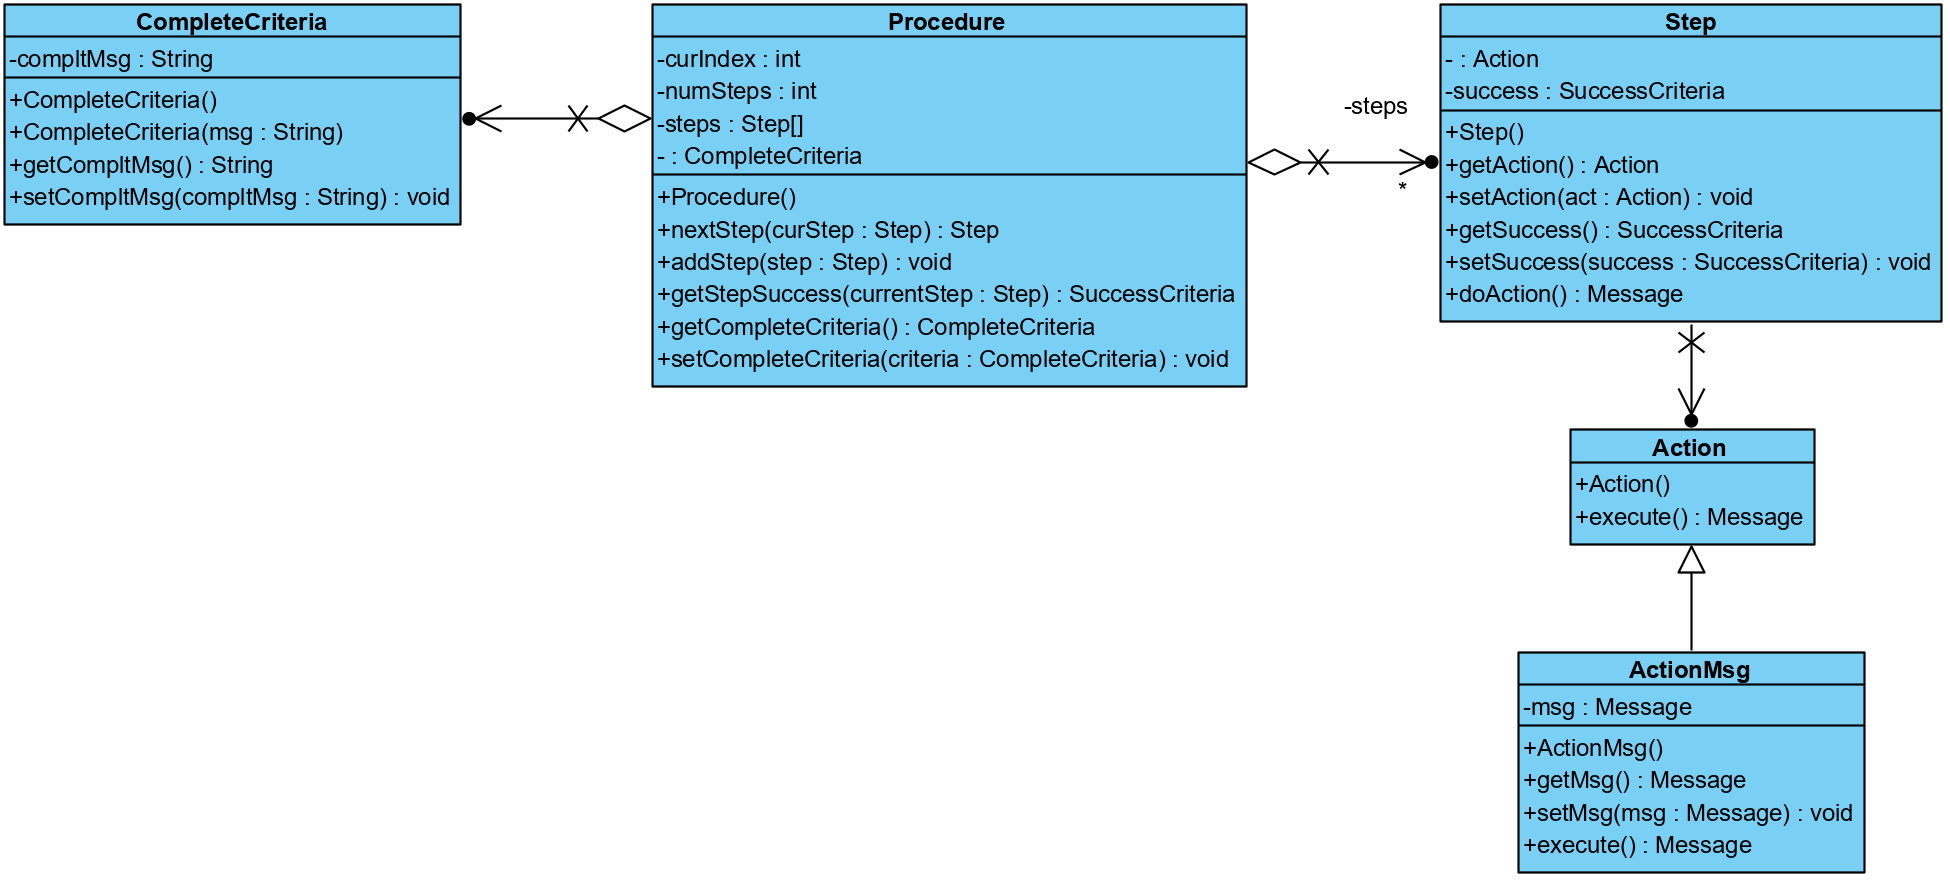 CompleteCriteria
-compltMsg : String
+CompleteCriteria()
+CompleteCriteria(msg : String)
+getCompltMsg() : String
+setCompltMsg(compltMsg : String) : void
Procedure
-curIndex : int
-numSteps : int
-steps : Step[]
- : CompleteCriteria
+Procedure()
+nextStep(curStep : Step) : Step
+addStep(step : Step) : void
+getStepSuccess(currentStep : Step) : SuccessCriteria
+getCompleteCriteria() : CompleteCriteria
+setCompleteCriteria(criteria : CompleteCriteria) : void
-steps
*
Step
- : Action
-success : SuccessCriteria
+Step()
+getAction() : Action
+setAction(act : Action) : void
+getSuccess() : SuccessCriteria
+setSuccess(success : SuccessCriteria) : void
+doAction() : Message
Action
+Action()
+execute() : Message
ActionMsg
-msg : Message
+ActionMsg()
+getMsg() : Message
+setMsg(msg : Message) : void
+execute() : Message